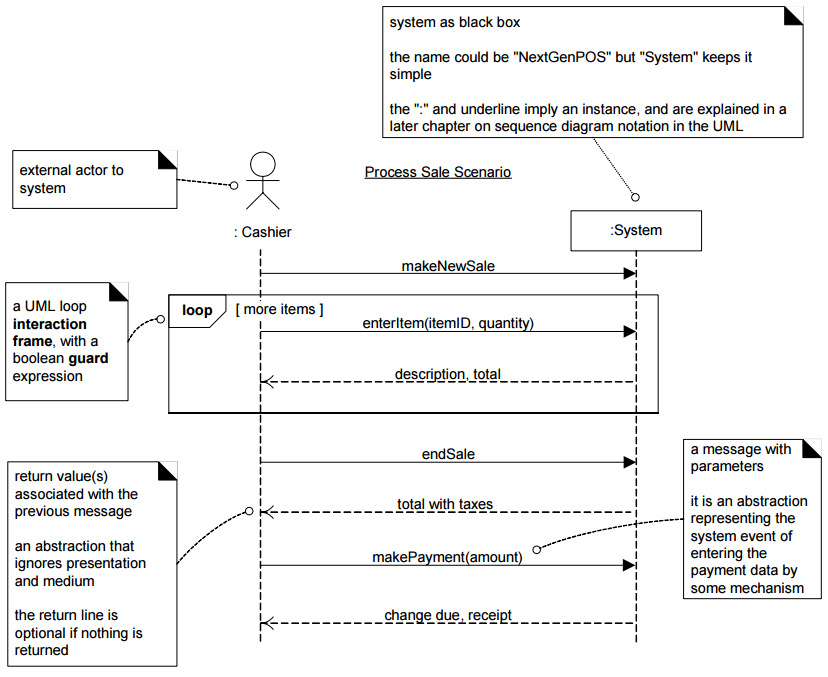 system as black box
the name could be "NextGenPOS" but "System" keeps it
simple
the ":" and underline imply an instance, and are explained in a
later chapter on sequence diagram notation in the UML
external actor to
system
Process Sale Scenario
: Cashier
:System
makeNewSale
a UML loop
interaction
frame, with a
boolean guard
expression
loop
[ more items ]
enterItem(itemID, quantity)
description, total
endSale
a message with
parameters
it is an abstraction
representing the
system event of
entering the
payment data by
some mechanism
return value(s)
associated with the
previous message
an abstraction that
ignores presentation
and medium
the return line is
optional if nothing is
returned
total with taxes
makePayment(amount)
change due, receipt